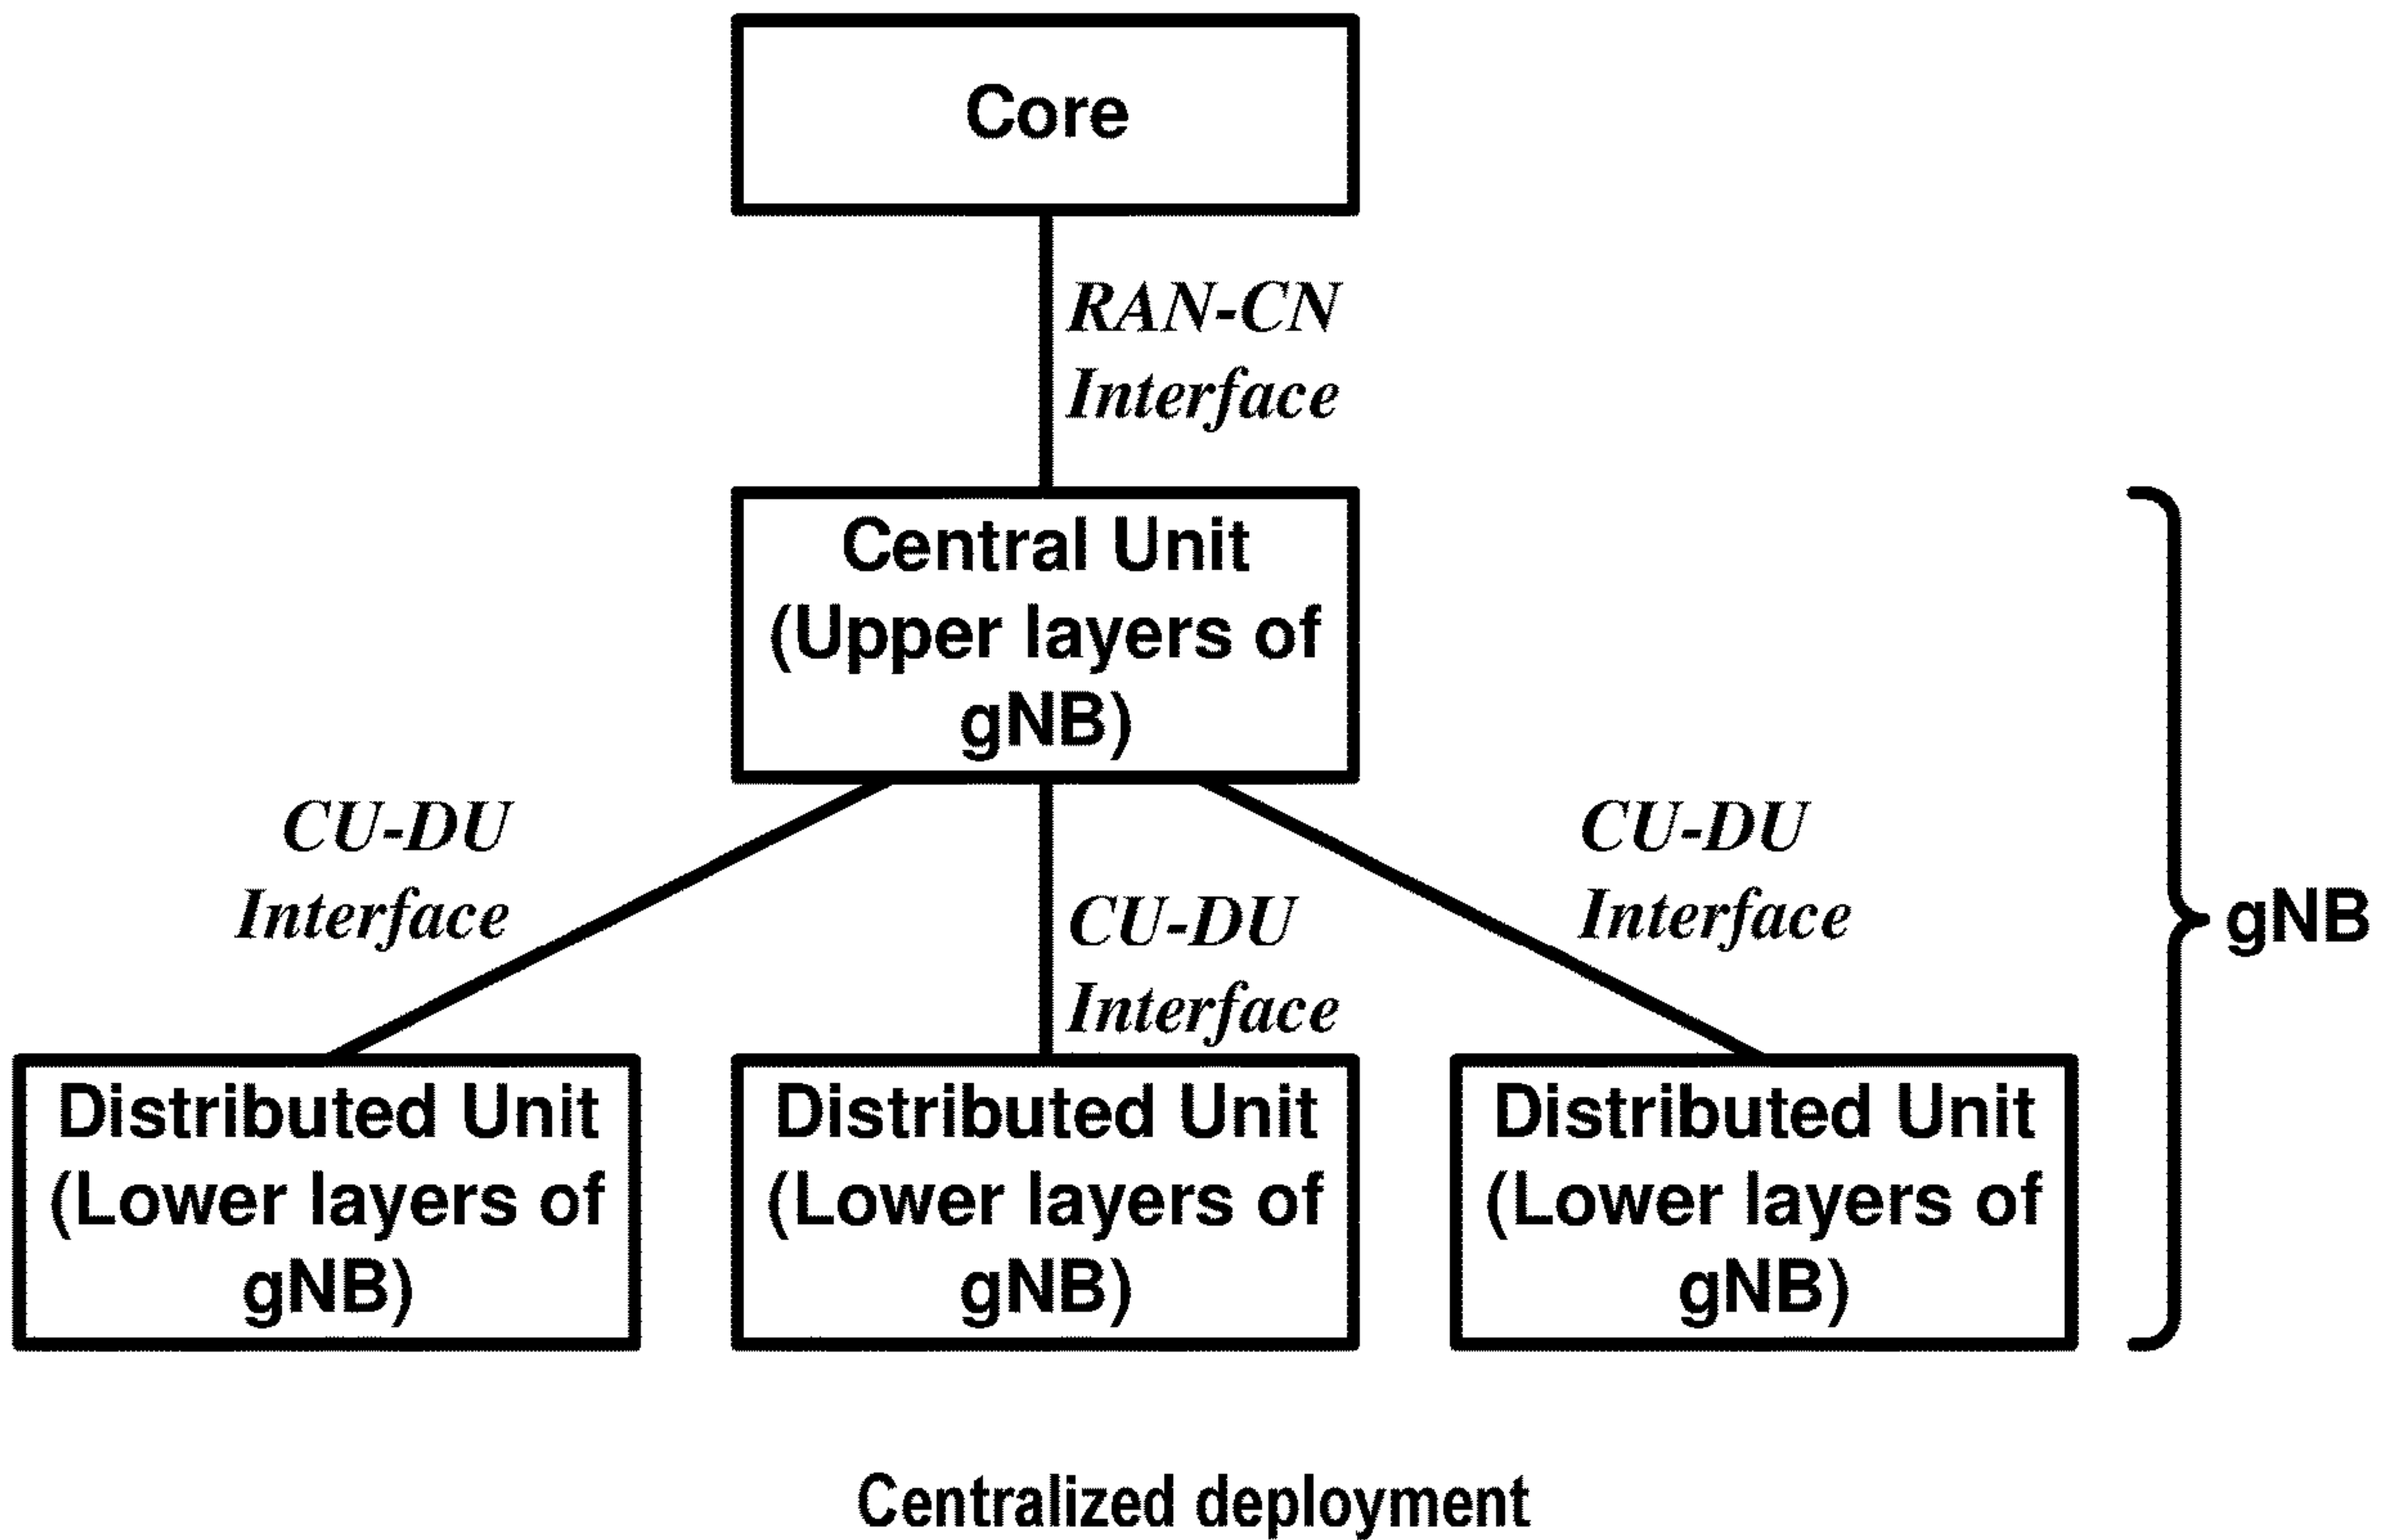 Core
RAN-CN
Interface
Central Unit
(Upper layers of
gNB)
CU-DU
Interface
CU-DU
Interface
CU-DU
Interface
gNB
Distributed Unit
(Lower layers of
gNB)
Distributed Unit
(Lower layers of
gNB)
Distributed Unit
(Lower layers of
gNB)
Centralized deployment